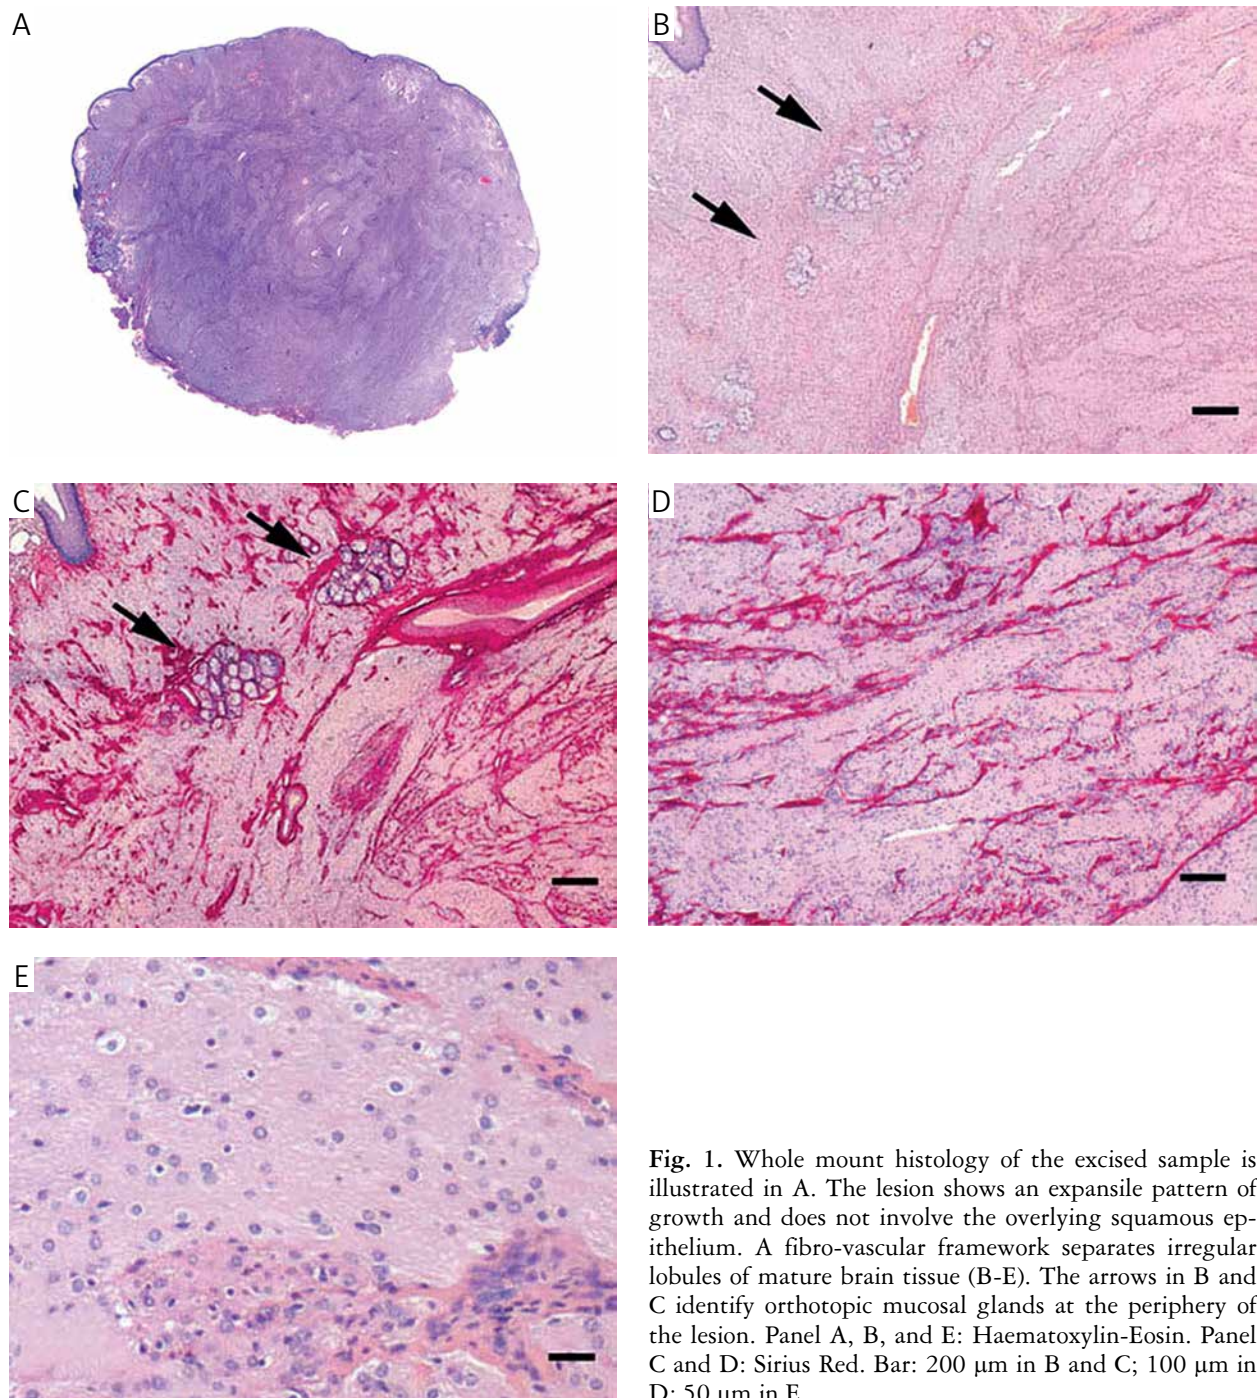 A
B
C
D
E
Fig. 1. Whole mount histology of the excised sample is
illustrated in A. The lesion shows an expansile pattern of
growth and does not involve the overlying squamous ep-
ithelium. A fibro-vascular framework separates irregular
lobules of mature brain tissue (B-E). The arrows in B and
C identify orthotopic mucosal glands at the periphery of
the lesion. Panel A, B, and E: Haematoxylin-Eosin. Panel
C and D: Sirius Red. Bar: 200 μm in B and C; 100 μm in
D; 50 μm in E